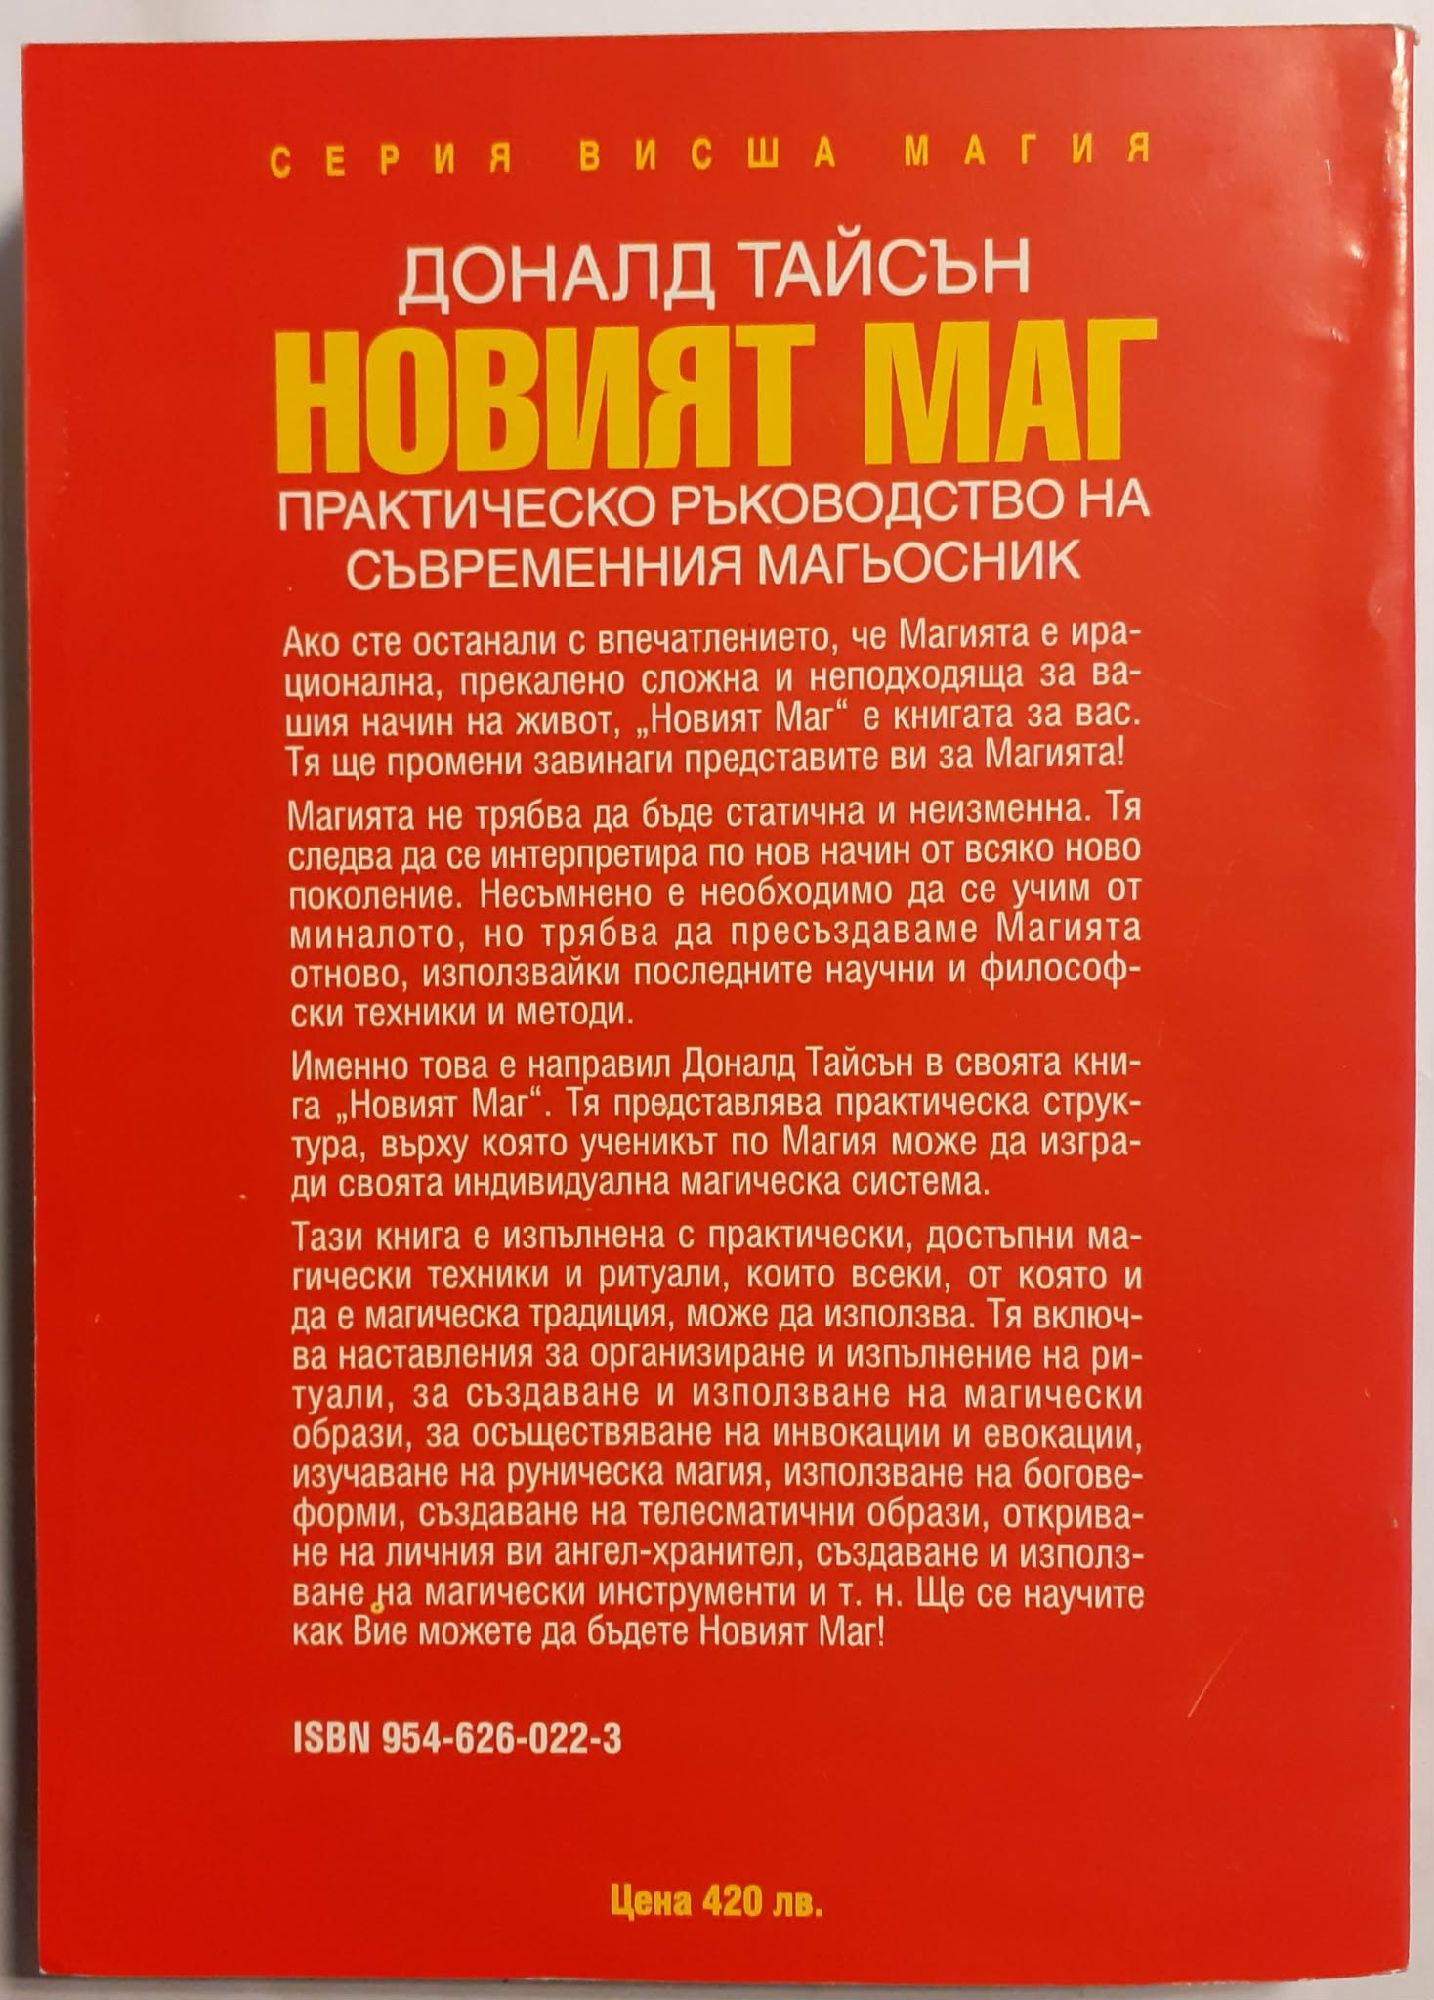 СЕРИЯ ВИСША МАГИЯ
ДОНАЛД ТАЙСЪН
НОВИЯТ МАГ
ПРАКТИЧЕСКО РЪКОВОДСТВО НА
СЪВРЕМЕННИЯ МАГЬОСНИК
Ако сте останали с впечатлението, че Магията е ира-
ционална, прекалено сложна и неподходяща за ва-
шия начин на живот, „Новият Маг“ е книгата за вас.
Тя ще промени завинаги представите ви за Магията!
Магията не трябва да бъде статична и неизменна. Тя
следва да се интерпретира по нов начин от всяко ново
поколение. Несъмнено е необходимо да се учим от
миналото, но трябва да пресъздаваме Магията
отново, използвайки последните научни и философ-
ски техники и методи.
Именно това е направил Доналд Тайсън в своята кни-
га „Новият Маг“. Тя представлява практическа струк-
тура, върху която ученикът по Магия може да изгра-
ди своята индивидуална магическа система.
Тази книга е изпълнена с практически, достъпни ма-
гически техники и ритуали, които всеки, от която и
да е магическа традиция, може да използва. Тя включ-
ва наставления за организиране и изпълнение на ри-
туали, за създаване и използване на магически
образи, за осъществяване на инвокации и евокации,
изучаване на руническа магия, използване на богове-
форми, създаване на телесматични образи, открива-
не на личния ви ангел-хранител, създаване и използ-
ване на магически инструменти и т. н. Ще се научите
как Вие можете да бъдете Новият Маг!
ISBN 954-626-022-3
Цена 420 лв.